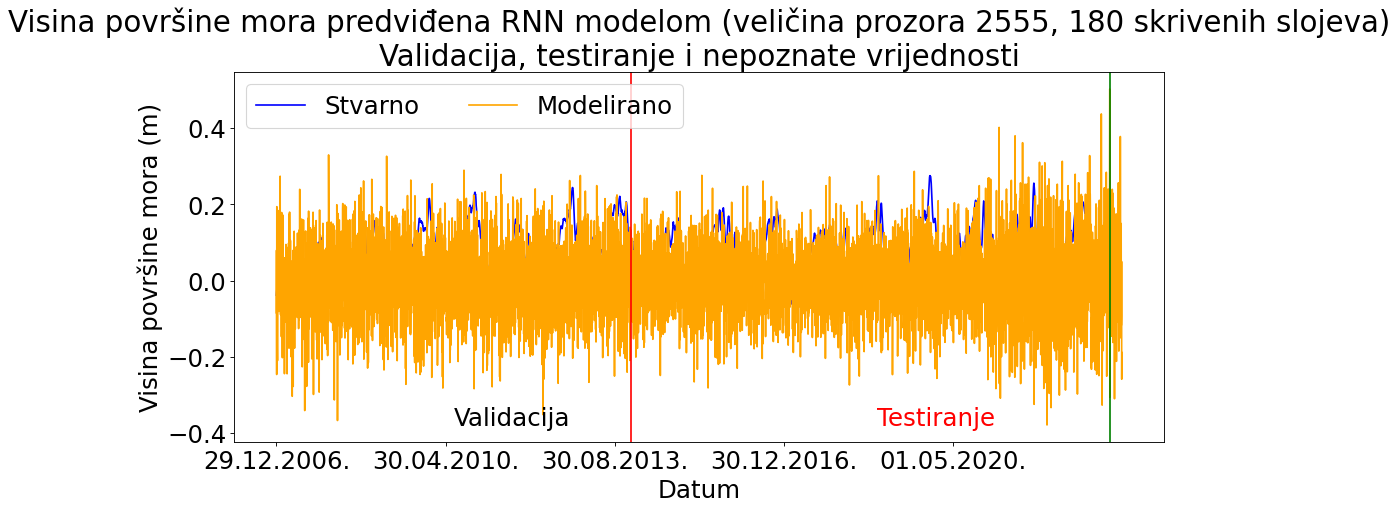 Visina površine mora predviđena RNN modelom (veličina prozora 2555, 180 skrivenih slojeva)
Validacija, testiranje i nepoznate vrijednosti
Stvarno
Modelirano
Visina površine mora (m)
0.4
0.2
0.0
−0.2
−0.4
Validacija
Testiranje
29.12.2006.
30.04.2010.
30.08.2013.
30.12.2016.
01.05.2020.
Datum